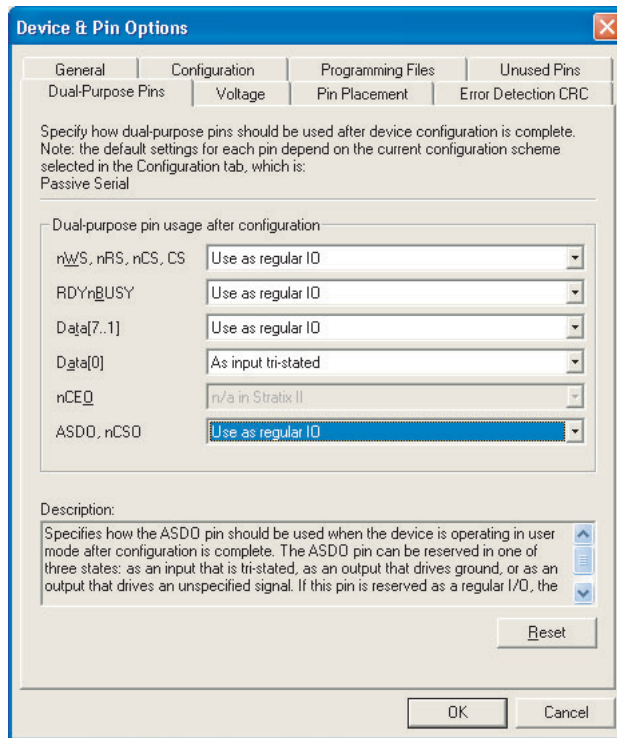 Device & Pin Options
General Configuration Programming Files Unused Pins
Dual-Purpose Pins Voltage Pin Placement Error Detection CRC
Specify how dual-purpose pins should be used after device configuration is complete.
Note: the default settings for each pin depend on the current configuration scheme
selected in the Configuration tab, which is:
Passive Serial
Dual-purpose pin usage after configuration
nWS, nRS, nCS, CS Use as regular IO
RDYnBUSY Use as regular IO
Data[7..1] Use as regular IO
Data[0] As input tri-stated
nCEO n/a in Stratix II
ASDO, nCSO Use as regular IO
Description:
Specifies how the ASDO pin should be used when the device is operating in user
mode after configuration is complete. The ASDO pin can be reserved in one of
three states: as an input that is tri-stated, as an output that drives ground, or as an
output that drives an unspecified signal. If this pin is reserved as a regular I/O, the
Reset
OK Cancel